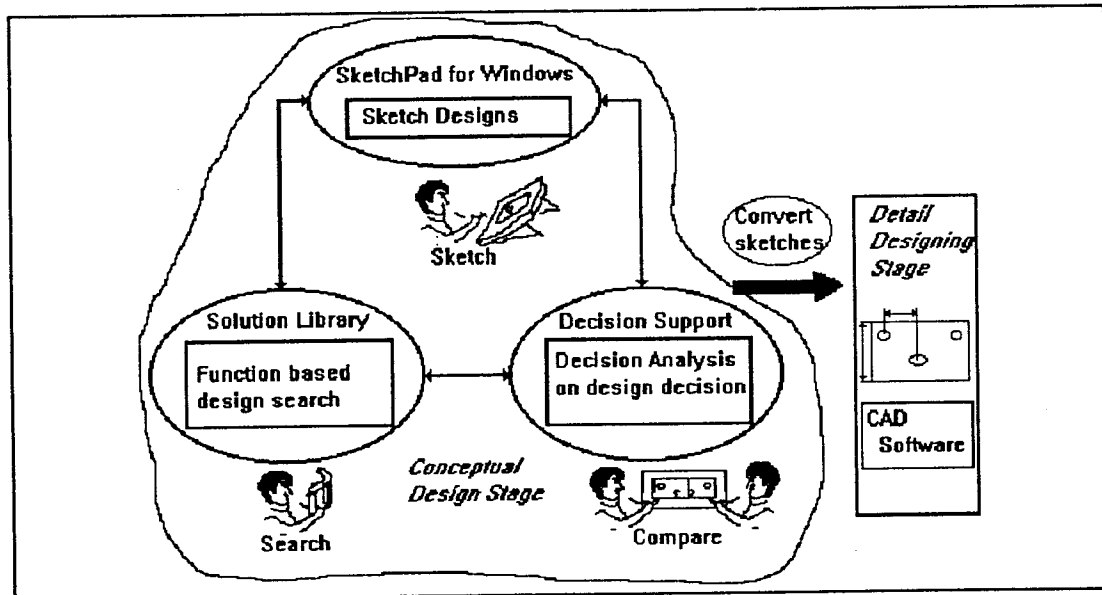 SketchPad for Windows
Sketch Designs
Sketch
Convert
sketches
Detail
Designing
Stage
Solution Library
Function based
design search
Decision Support
Decision Analysis
on design decision
CAD
Software
Conceptual
Design Stage
Search
Compare